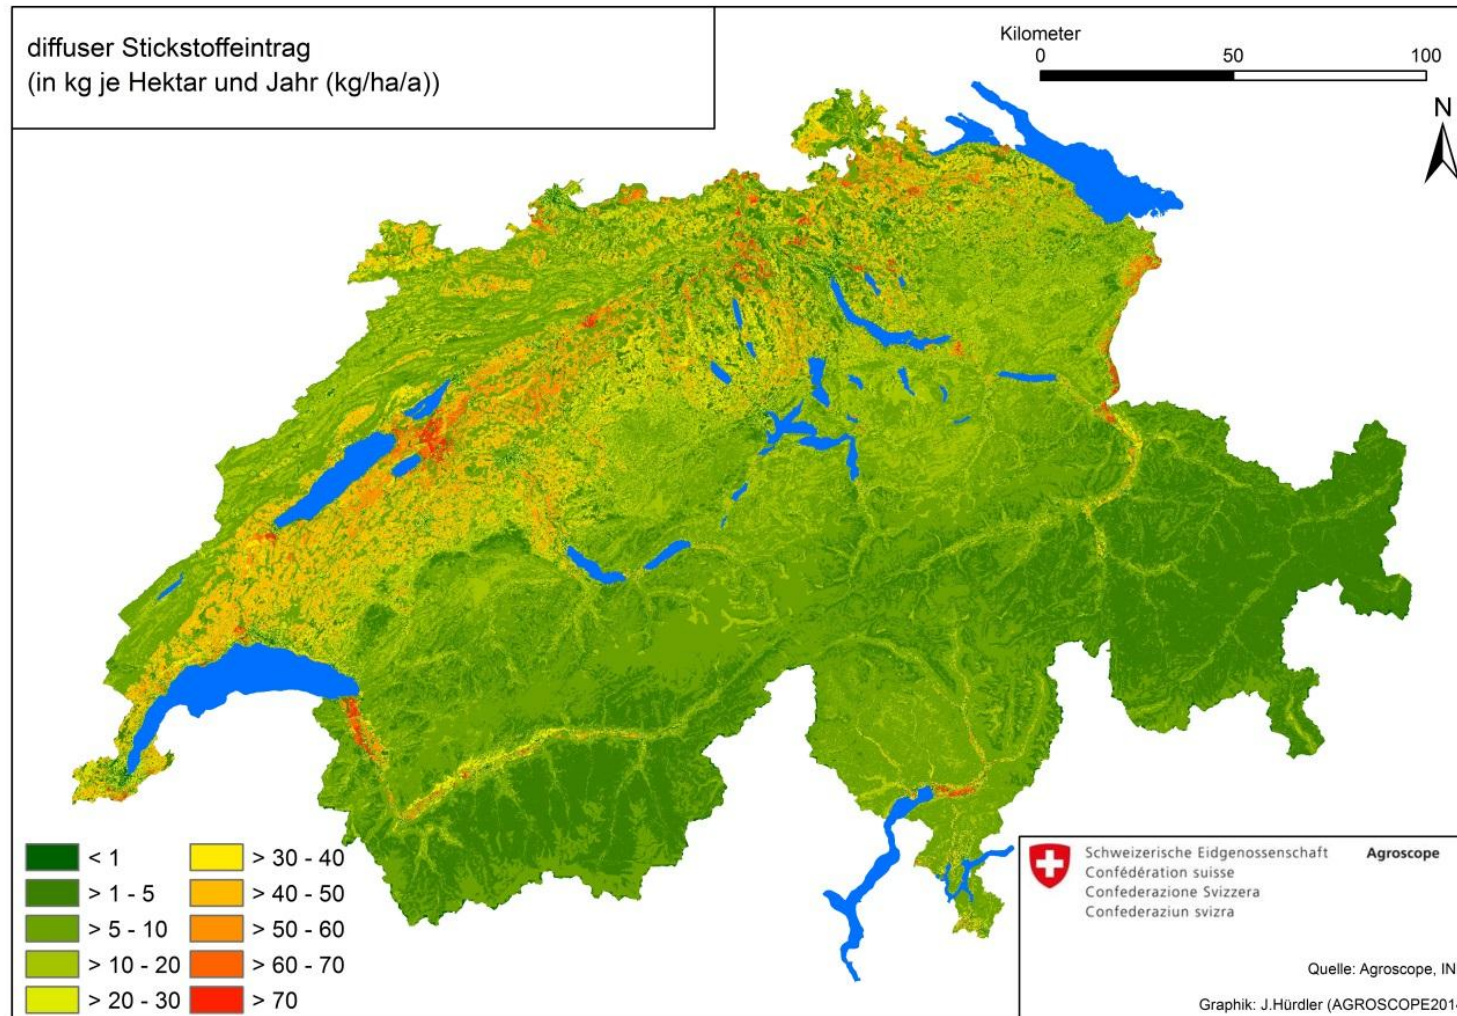 diffuser Stickstoffeintrag
(in kg je Hektar und Jahr (kg/ha/a))
Kilometer
0 50 100
N
< 1
> 1 - 5
> 5 - 10
> 10 - 20
> 20 - 30
> 30 - 40
> 40 - 50
> 50 - 60
> 60 - 70
> 70
Schweizerische Eidgenossenschaft
Confédération suisse
Confederazione Svizzera
Confederaziun svizra
Agroscope
Quelle: Agroscope, IN
Graphik: J.Hürdler (AGROSCOPE201